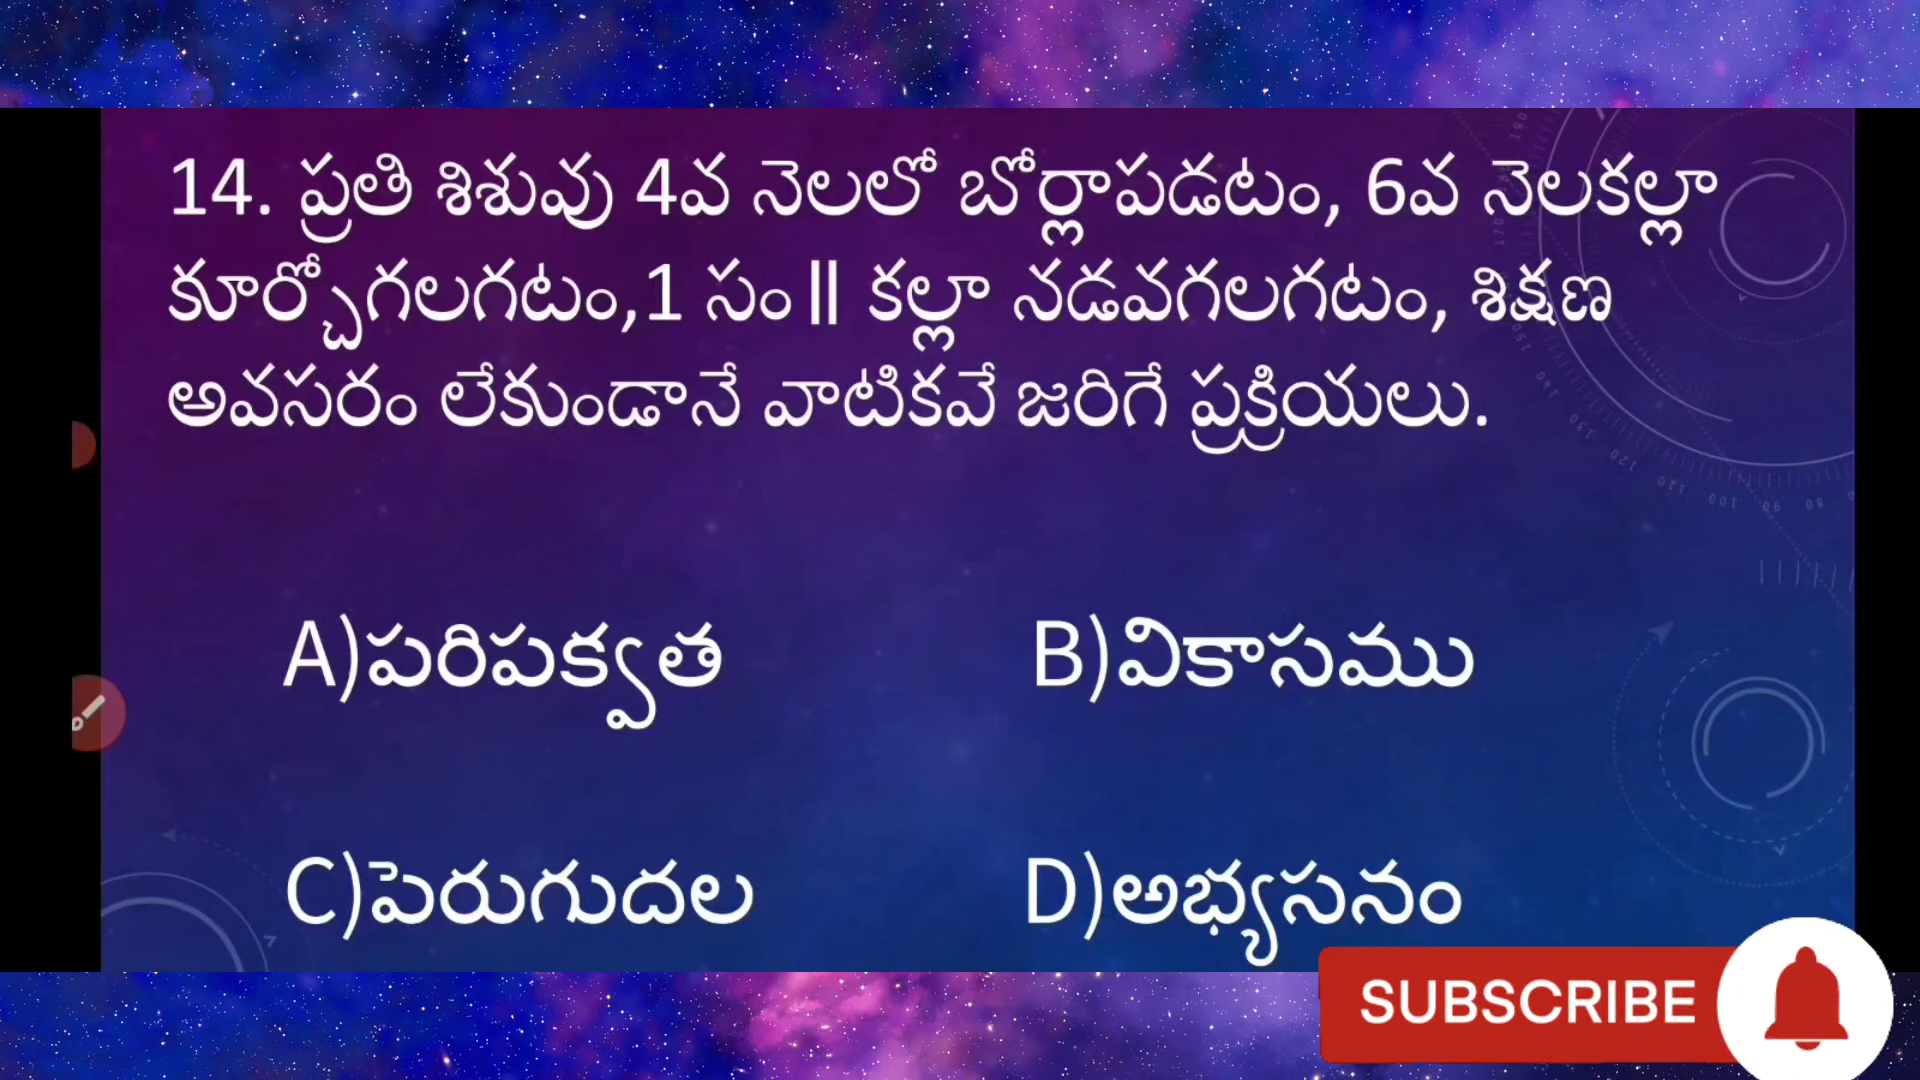 14. ప్రతి శిశువు 4వ నెలలో బోర్లాపడటం, 6వ నెలకల్లా
కూర్చోగలగటం,1 సం|| కల్లా నడవగలగటం, శిక్షణ
అవసరం లేకుండానే వాటికవే జరిగే ప్రక్రియలు.
A)పరిపక్వత
B)వికాసము
C)పెరుగుదల
D)అభ్యసనం
SUBSCRIBE